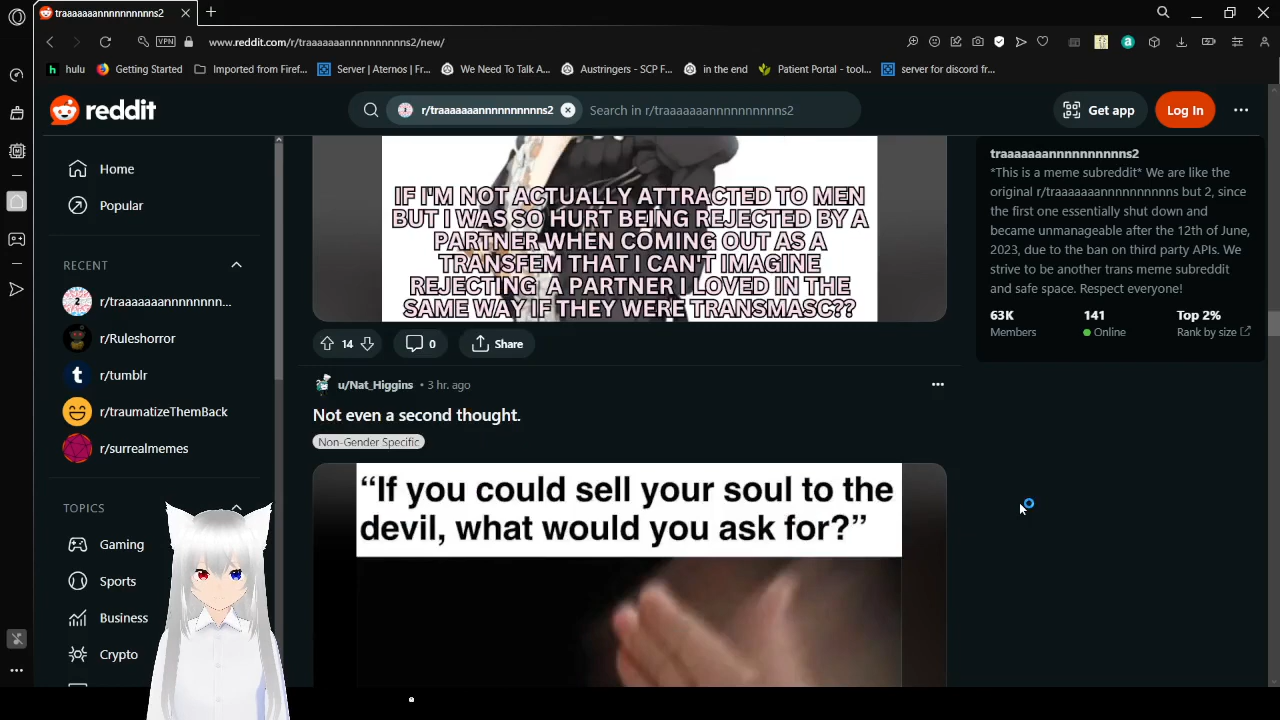 traaaaaaannnnnnnnnns2
VPN
www.reddit.com/r/traaaaaaannnnnnnnnns2/new/
hulu
Getting Started
Imported from Firef...
Server | Aternos | Fr...
We Need To Talk A...
Austringers - SCP F...
in the end
Patient Portal - tool...
server for discord fr...
reddit
r/traaaaaaannnnnnnnnns2
Search in r/traaaaaaannnnnnnnnns2
Get app
Log In
Home
Popular
RECENT
r/traaaaaaannnnnnnn...
r/Ruleshorror
r/tumblr
r/traumatizeThemBack
r/surrealmemes
TOPICS
Gaming
Sports
Business
Crypto
IF I'M NOT ACTUALLY ATTRACTED TO MEN
BUT I WAS SO HURT BEING REJECTED BY A
PARTNER WHEN COMING OUT AS A
TRANSFEM THAT I CAN'T IMAGINE
REJECTING A PARTNER I LOVED IN THE
SAME WAY IF THEY WERE TRANSMASC??
14
0
Share
u/Nat_Higgins • 3 hr. ago
Not even a second thought.
Non-Gender Specific
“If you could sell your soul to the
devil, what would you ask for?”
traaaaaaannnnnnnnnns2
*This is a meme subreddit* We are like the
original r/traaaaaaannnnnnnnnns but 2, since
the first one essentially shut down and
became unmanageable after the 12th of June,
2023, due to the ban on third party APIs. We
strive to be another trans meme subreddit
and safe space. Respect everyone!
63K
Members
141
Online
Top 2%
Rank by size